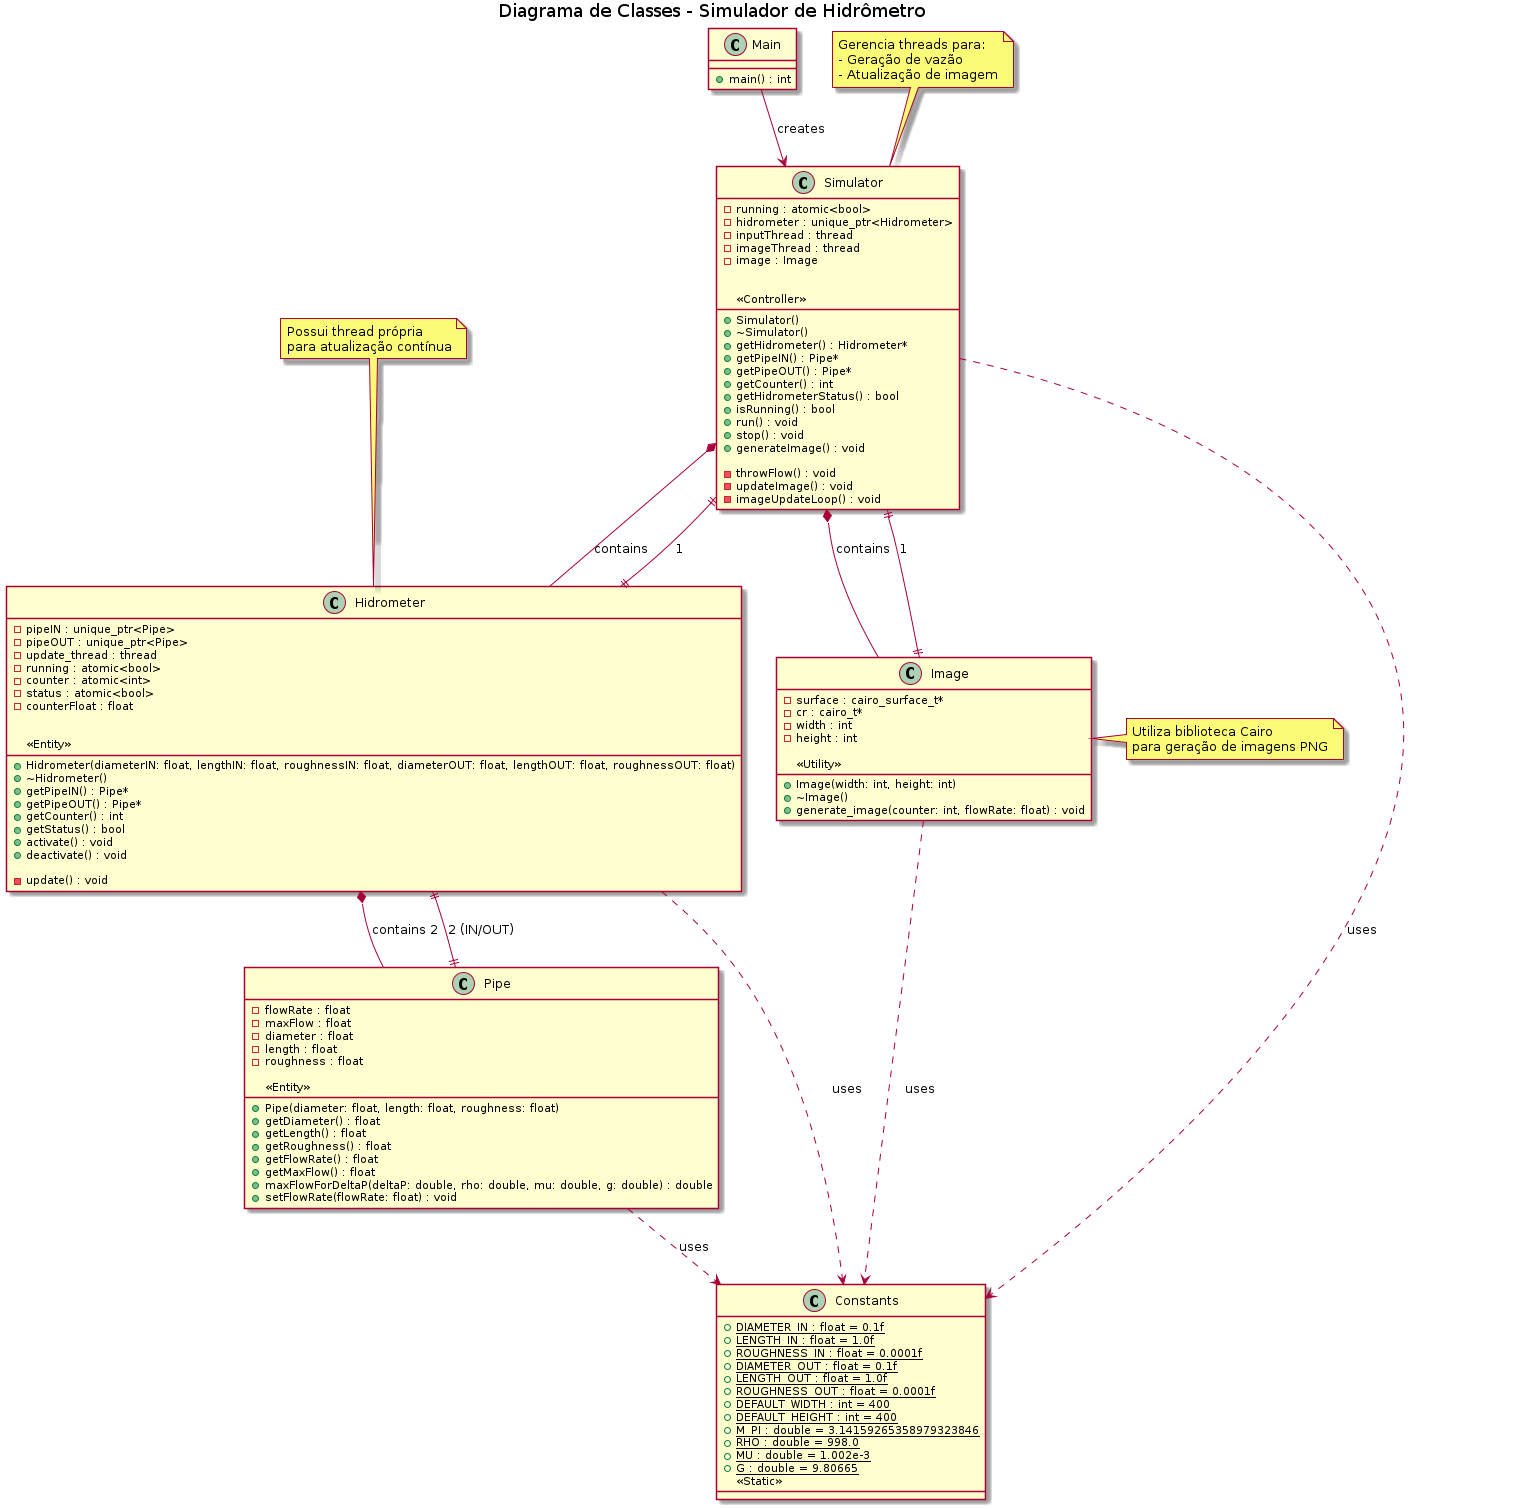 Diagrama de Classes - Simulador de Hidrômetro
C Main
main() : int
Gerencia threads para:
- Geração de vazão
- Atualização de imagem
creates
C Simulator
running : atomic<bool>
hidrometer : unique_ptr<Hidrometer>
inputThread : thread
imageThread : thread
image : Image
«Controller»
Simulator()
~Simulator()
getHidrometer() : Hidrometer*
getPipeIN() : Pipe*
getPipeOUT() : Pipe*
getCounter() : int
getHidrometerStatus() : bool
isRunning() : bool
run() : void
stop() : void
generateImage() : void
throwFlow() : void
updateImage() : void
imageUpdateLoop() : void
Possui thread própria
para atualização contínua
contains
1
contains
1
C Hidrometer
pipeIN : unique_ptr<Pipe>
pipeOUT : unique_ptr<Pipe>
update_thread : thread
running : atomic<bool>
counter : atomic<int>
status : atomic<bool>
counterFloat : float
«Entity»
Hidrometer(diameterIN: float, lengthIN: float, roughnessIN: float, diameterOUT: float, lengthOUT: float, roughnessOUT: float)
~Hidrometer()
getPipeIN() : Pipe*
getPipeOUT() : Pipe*
getCounter() : int
getStatus() : bool
activate() : void
deactivate() : void
update() : void
C Image
surface : cairo_surface_t*
cr : cairo_t*
width : int
height : int
«Utility»
Image(width: int, height: int)
~Image()
generate_image(counter: int, flowRate: float) : void
Utiliza biblioteca Cairo
para geração de imagens PNG
contains 2
2 (IN/OUT)
uses
C Pipe
flowRate : float
maxFlow : float
diameter : float
length : float
roughness : float
«Entity»
Pipe(diameter: float, length: float, roughness: float)
getDiameter() : float
getLength() : float
getRoughness() : float
getFlowRate() : float
getMaxFlow() : float
maxFlowForDeltaP(deltaP: double, rho: double, mu: double, g: double) : double
setFlowRate(flowRate: float) : void
uses
uses
uses
C Constants
DIAMETER_IN : float = 0.1f
LENGTH_IN : float = 1.0f
ROUGHNESS_IN : float = 0.0001f
DIAMETER_OUT : float = 0.1f
LENGTH_OUT : float = 1.0f
ROUGHNESS_OUT : float = 0.0001f
DEFAULT_WIDTH : int = 400
DEFAULT_HEIGHT : int = 400
M_PI : double = 3.14159265358979323846
RHO : double = 998.0
MU : double = 1.002e-3
G : double = 9.80665
«Static»